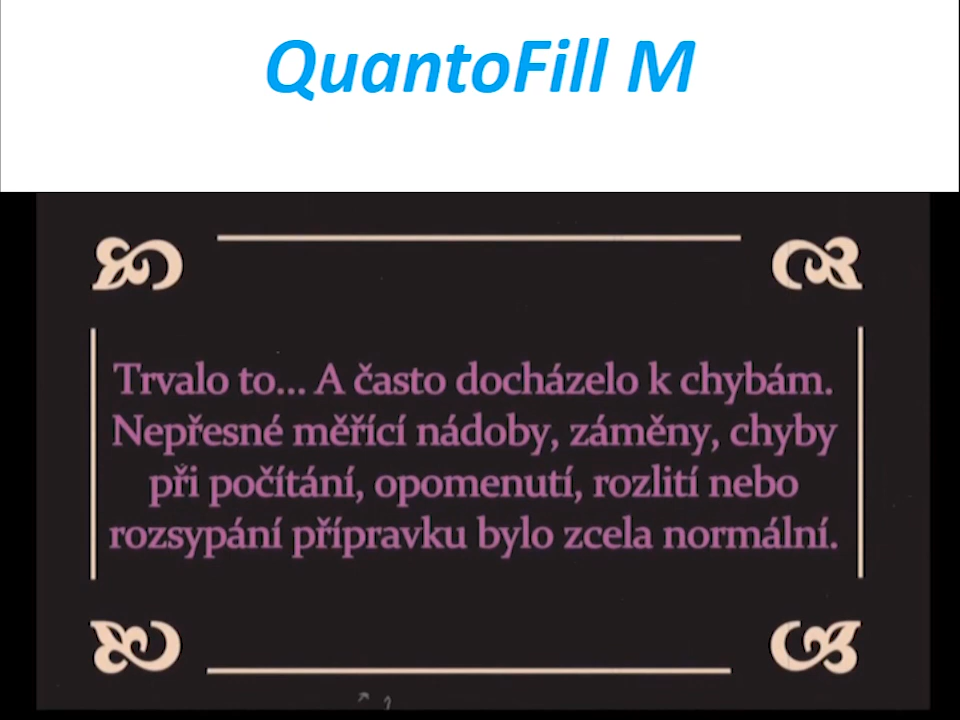 QuantoFill M
Trvalo to... A často docházelo k chybám.
Nepřesné měřící nádoby, záměny, chyby
při počítání, opomenutí, rozlití nebo
rozsypání přípravku bylo zcela normální.